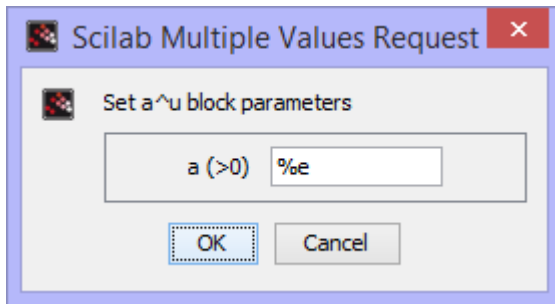 Scilab Multiple Values Request
Set a^u block parameters
a (>0) %e
OK Cancel